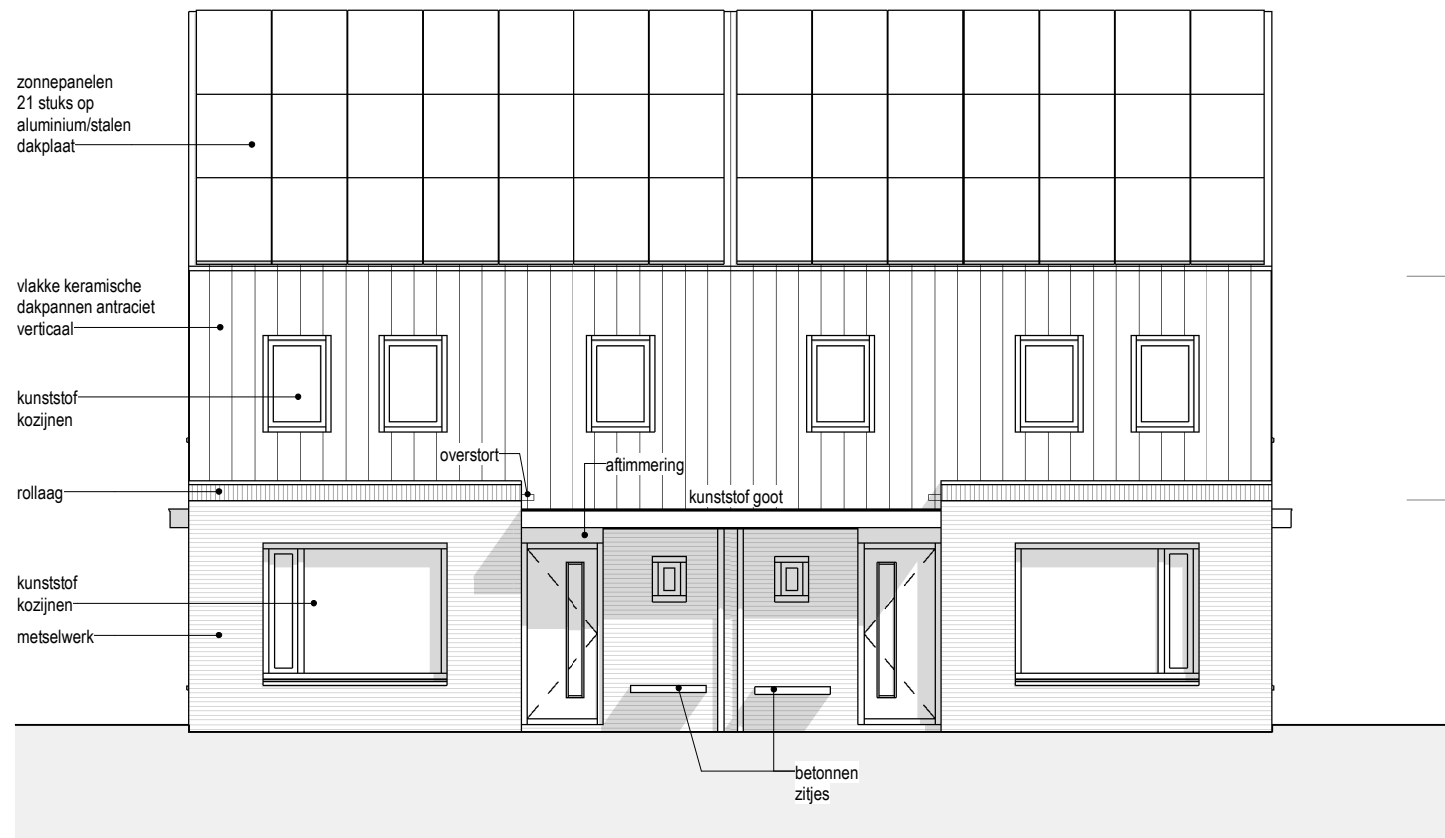 zonnepanelen
21 stuks op
aluminium/stalen
dakplaat
vlakke keramische
dakpannen antraciet
verticaal
kunststof
kozijnen
overstort
aftimmering
rollaag
kunststof goot
kunststof
kozijnen
metselwerk
betonnen
zitjes